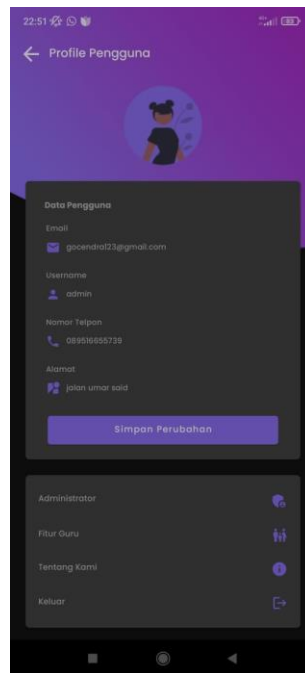 22:51
Profile Pengguna
Data Pengguna
Email
gocendra123@gmail.com
Username
admin
Nomor Telpon
089516655739
Alamat
jalan umar said
Simpan Perubahan
Administrator
Fitur Guru
Tentang Kami
Keluar